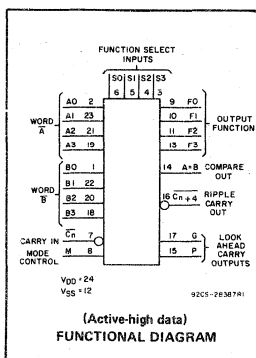 FUNCTION SELECT
INPUTS
S0 S1 S2 S3
6 5 4 3
WORD
A
A0 2
A1 23
A2 21
A3 19
9 F0
10 F1
11 F2
13 F3
OUTPUT
FUNCTION
WORD
B
B0 1
B1 22
B2 20
B3 18
14 A=B COMPARE
OUT
16 Cn+4 RIPPLE
CARRY
OUT
CARRY IN Cn 7
MODE
CONTROL M 8
17 G
15 P
LOOK
AHEAD
CARRY
OUTPUTS
VDD = 24
VSS = 12
92CS-28387R1
(Active-high data)
FUNCTIONAL DIAGRAM